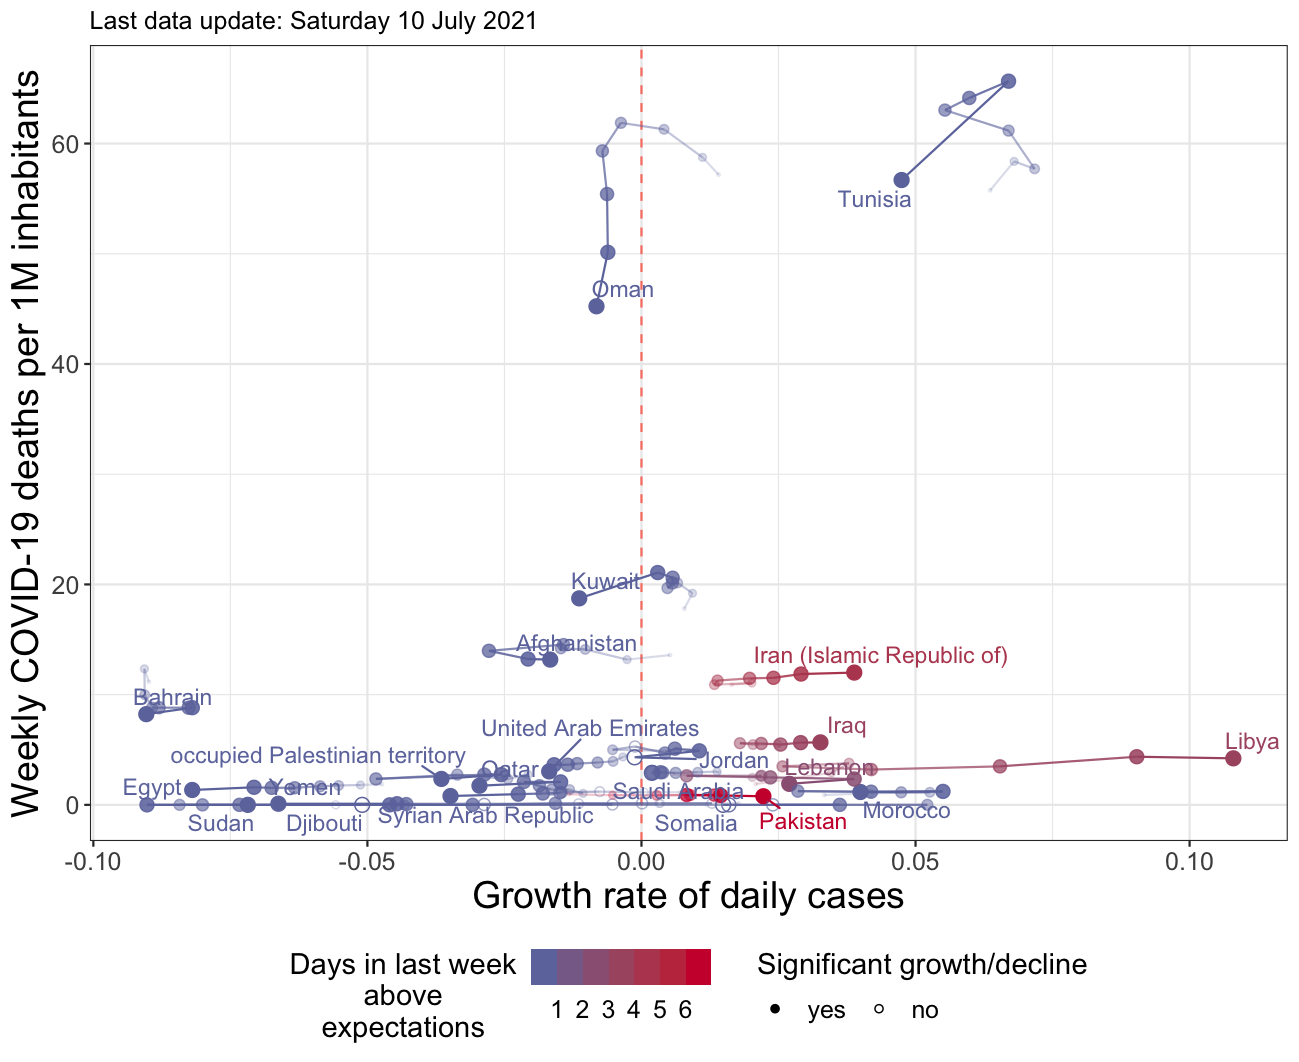 Last data update: Saturday 10 July 2021
Weekly COVID-19 deaths per 1M inhabitants
60
40
20
0
Tunisia
Oman
Kuwait
Afghanistan
Iran (Islamic Republic of)
Bahrain
United Arab Emirates
Iraq
Libya
occupied Palestinian territory
Jordan
Qatar
Lebanon
Egypt
Yemen
Saudi Arabia
Morocco
Sudan
Djibouti
Syrian Arab Republic
Somalia
Pakistan
-0.10
-0.05
0.00
0.05
0.10
Growth rate of daily cases
Days in last week
above
expectations
1 2 3 4 5 6
Significant growth/decline
yes
no